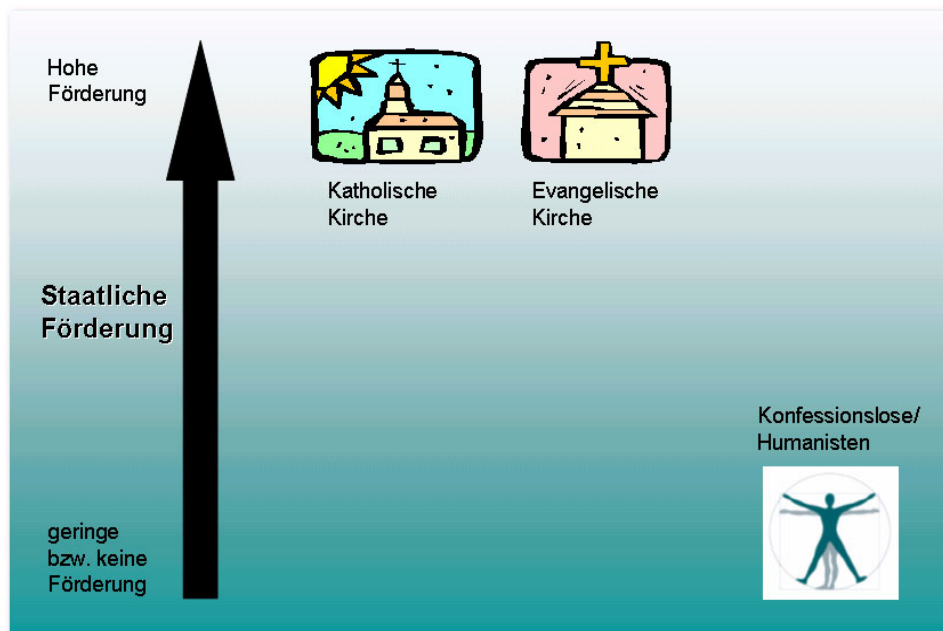 Hohe
Förderung
Katholische
Kirche
Evangelische
Kirche
Staatliche
Förderung
Konfessionslose/
Humanisten
geringe
bzw. keine
Förderung